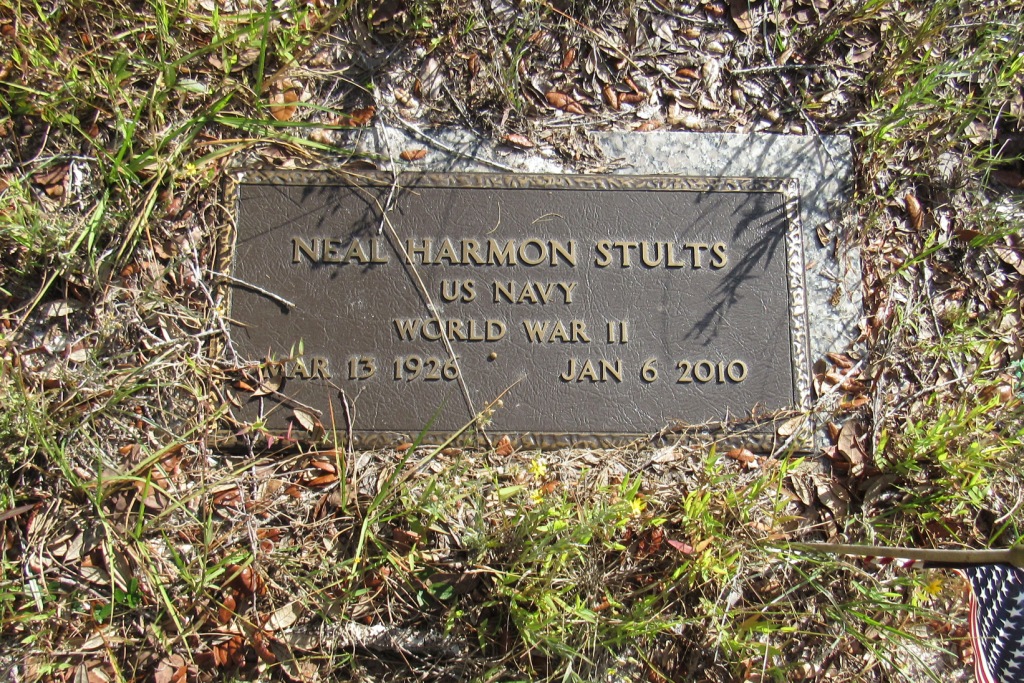 NEAL HARMON STULTS
US NAVY
WORLD WAR II
MAR 13 1926 JAN 6 2010